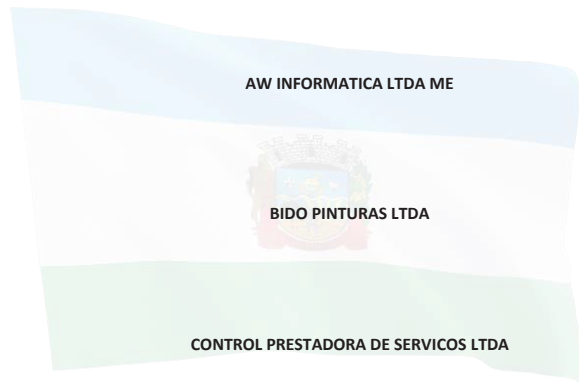 AW INFORMATICA LTDA ME
BIDO PINTURAS LTDA
CONTROL PRESTADORA DE SERVICOS LTDA